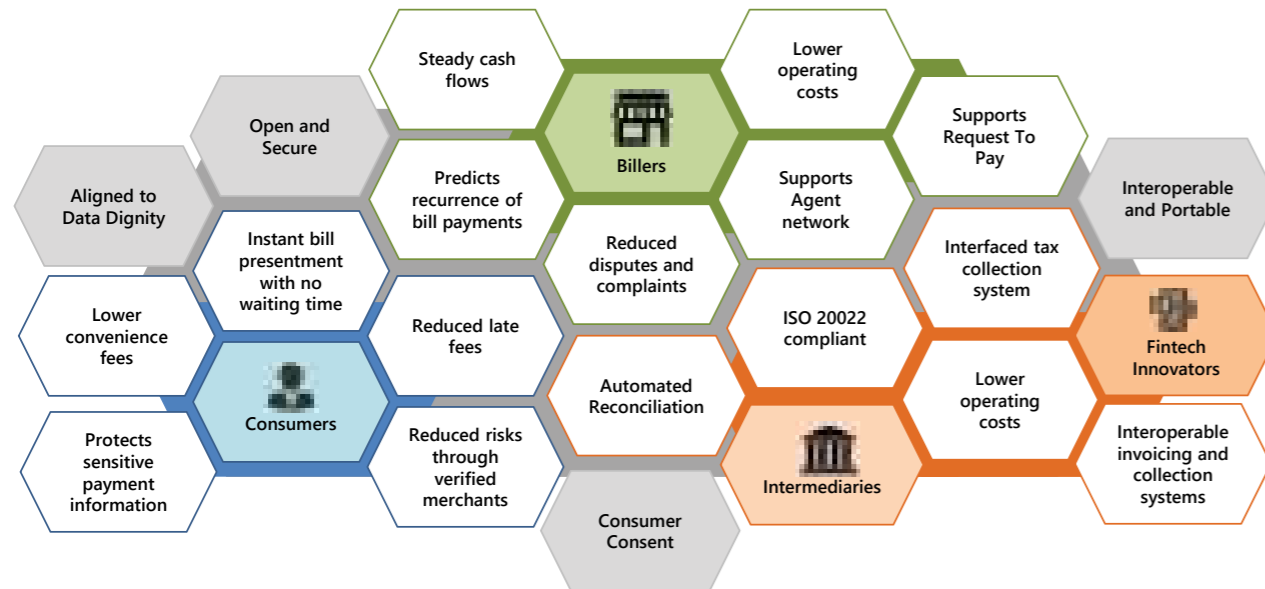 Steady cash
flows
Lower
operating
costs
Open and
Secure
Billers
Supports
Request To
Pay
Aligned to
Data Dignity
Predicts
recurrence of
bill payments
Supports
Agent
network
Interoperable
and Portable
Instant bill
presentment
with no
waiting time
Reduced
disputes and
complaints
Interfaced tax
collection
system
Lower
convenience
fees
Reduced late
fees
ISO 20022
compliant
Fintech
Innovators
Consumers
Automated
Reconciliation
Lower
operating
costs
Protects
sensitive
payment
information
Reduced risks
through
verified
merchants
Intermediaries
Interoperable
invoicing and
collection
systems
Consumer
Consent